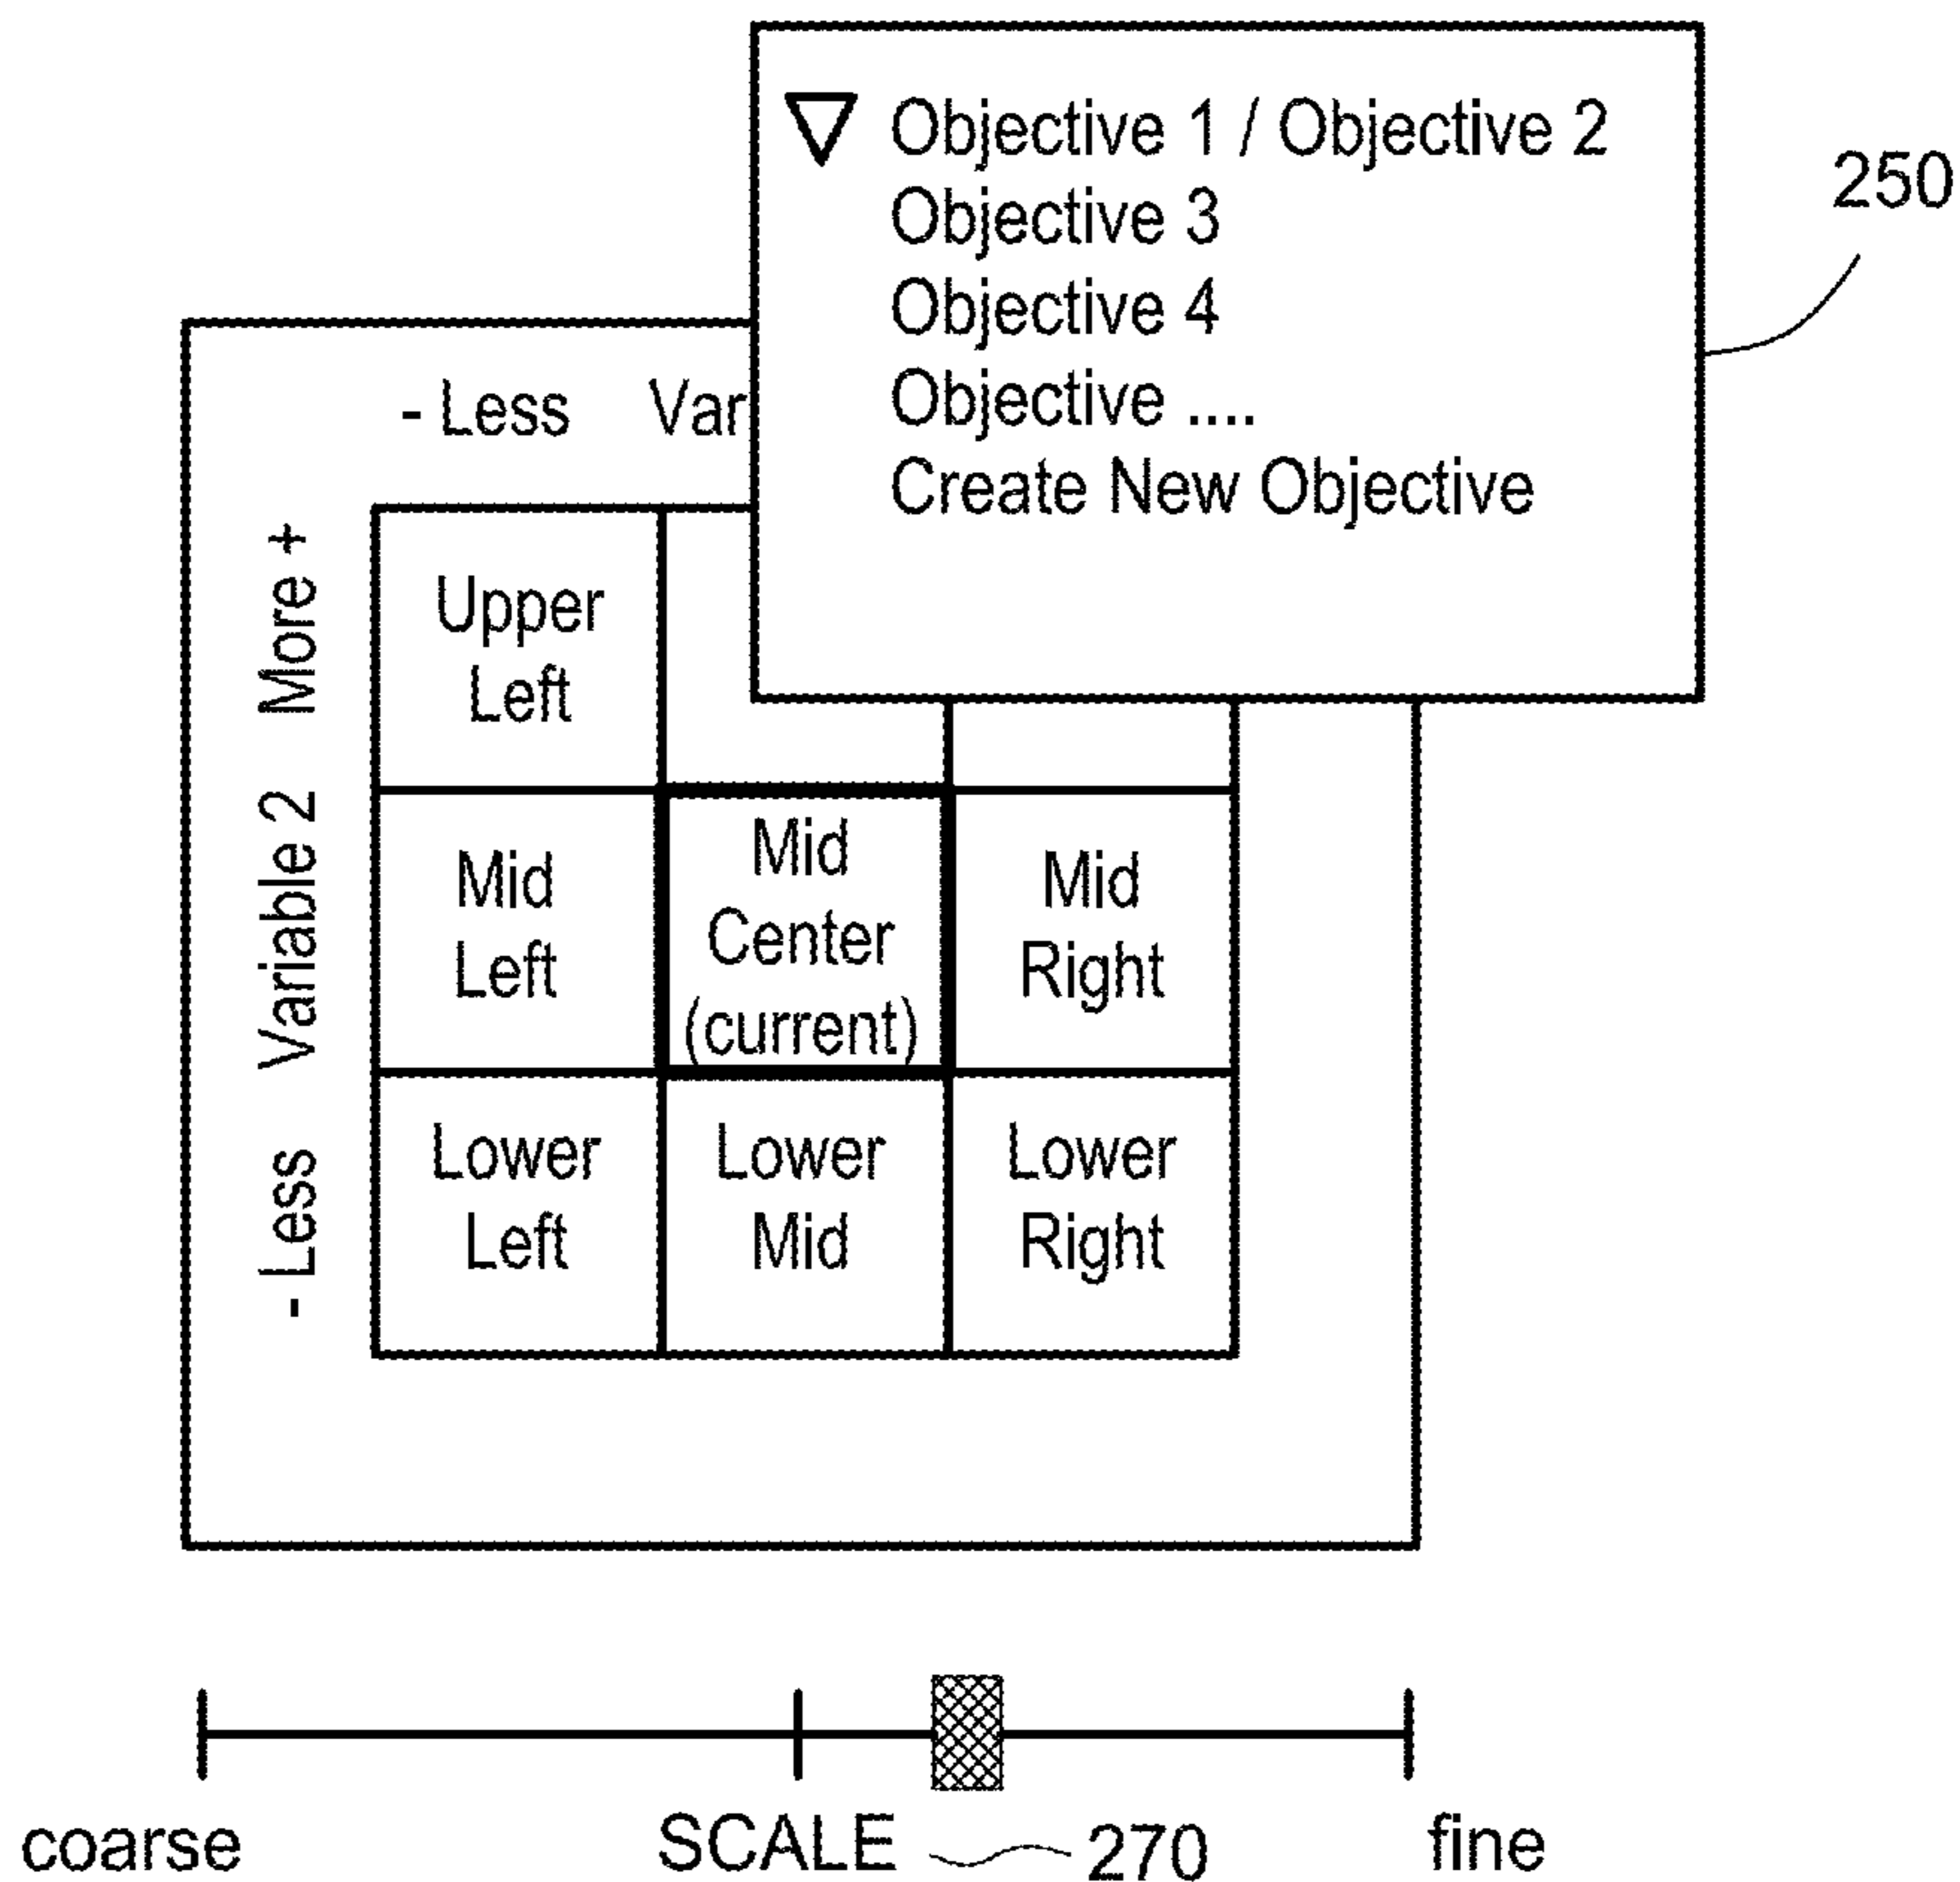 Objective 1 / Objective 2
Objective 3
Objective 4
Objective ....
Create New Objective
250
- Less Var
- Less Variable 2 More +
Upper
Left
Mid
Left
Mid
Center
(current)
Mid
Right
Lower
Left
Lower
Mid
Lower
Right
coarse
SCALE
270
fine